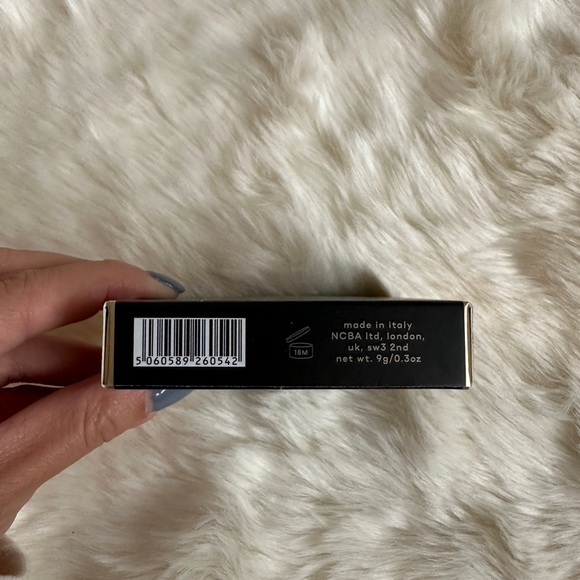 5 060589 260542
18M
made in italy
NCBA ltd, london,
uk, sw3 2nd
net wt. 9g/0.3oz